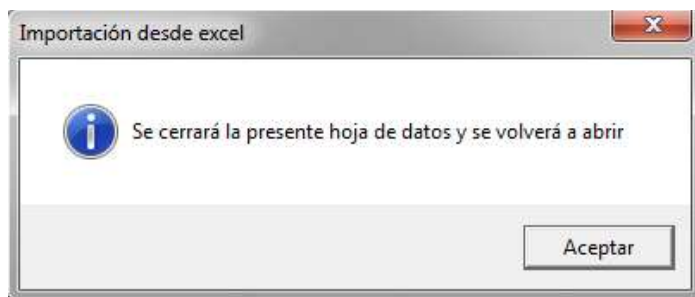 Importación desde excel
Se cerrará la presente hoja de datos y se volverá a abrir
Aceptar